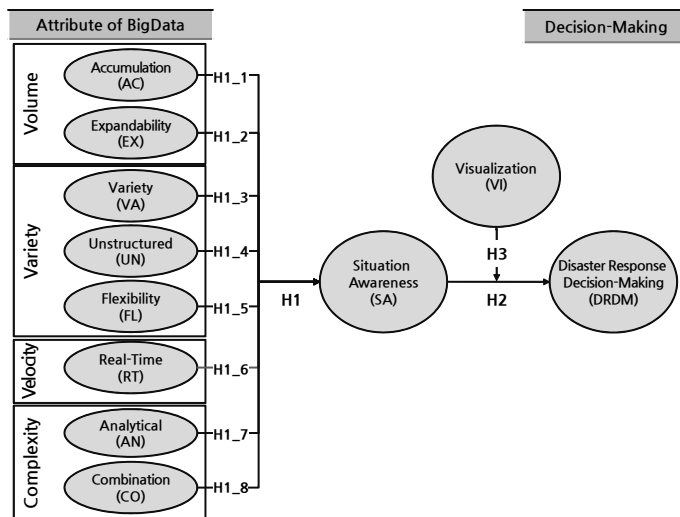 Attribute of BigData
Decision-Making
Volume
Accumulation
(AC)
H1_1
Expandability
(EX)
H1_2
Variety
Variety
(VA)
H1_3
Unstructured
(UN)
H1_4
Flexibility
(FL)
H1_5
Velocity
Real-Time
(RT)
H1_6
Complexity
Analytical
(AN)
H1_7
Combination
(CO)
H1_8
H1
Situation
Awareness
(SA)
Visualization
(VI)
H3
H2
Disaster Response
Decision-Making
(DRDM)